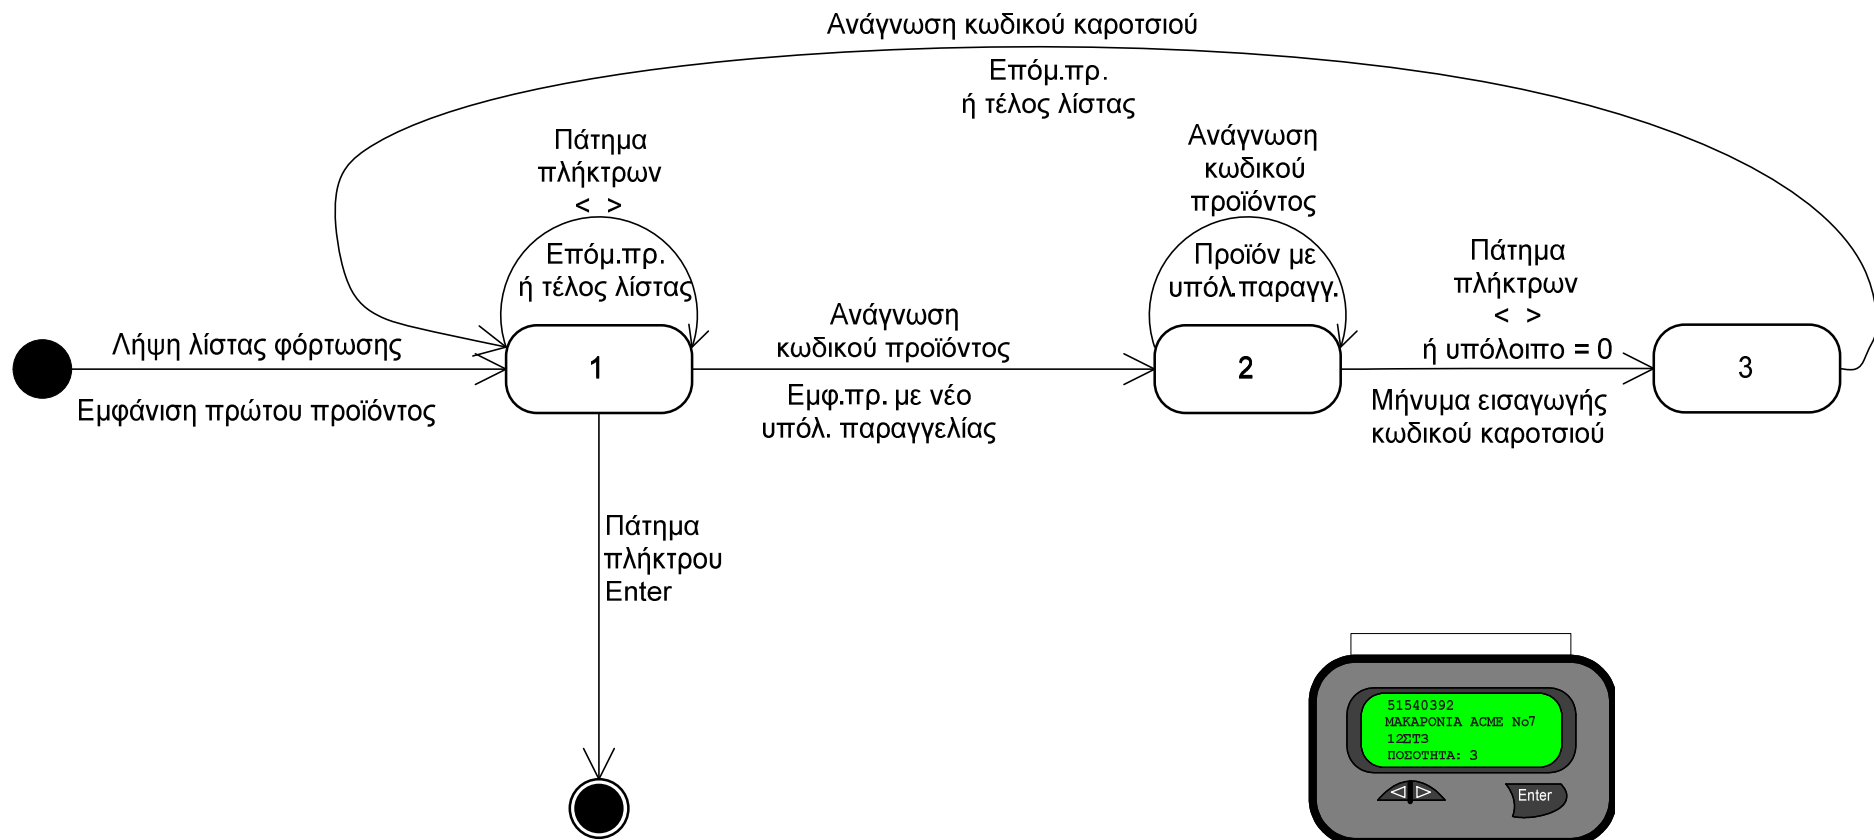 Ανάγνωση κωδικού καροτσιού
Επόμ.πρ.
ή τέλος λίστας
Πάτημα
πλήκτρων
< >
Επόμ.πρ.
ή τέλος λίστας
Ανάγνωση
κωδικού
προϊόντος
Προϊόν με
υπόλ.παραγγ.
Πάτημα
πλήκτρων
< >
ή υπόλοιπο = 0
Μήνυμα εισαγωγής
κωδικού καροτσιού
Λήψη λίστας φόρτωσης
Εμφάνιση πρώτου προϊόντος
1
Ανάγνωση
κωδικού προϊόντος
Εμφ.πρ. με νέο
υπόλ. παραγγελίας
2
3
Πάτημα
πλήκτρου
Enter
51540392
ΜΑΚΑΡΟΝΙΑ ACME No7
12ΣΤ3
ΠΟΣΟΤΗΤΑ: 3
Enter